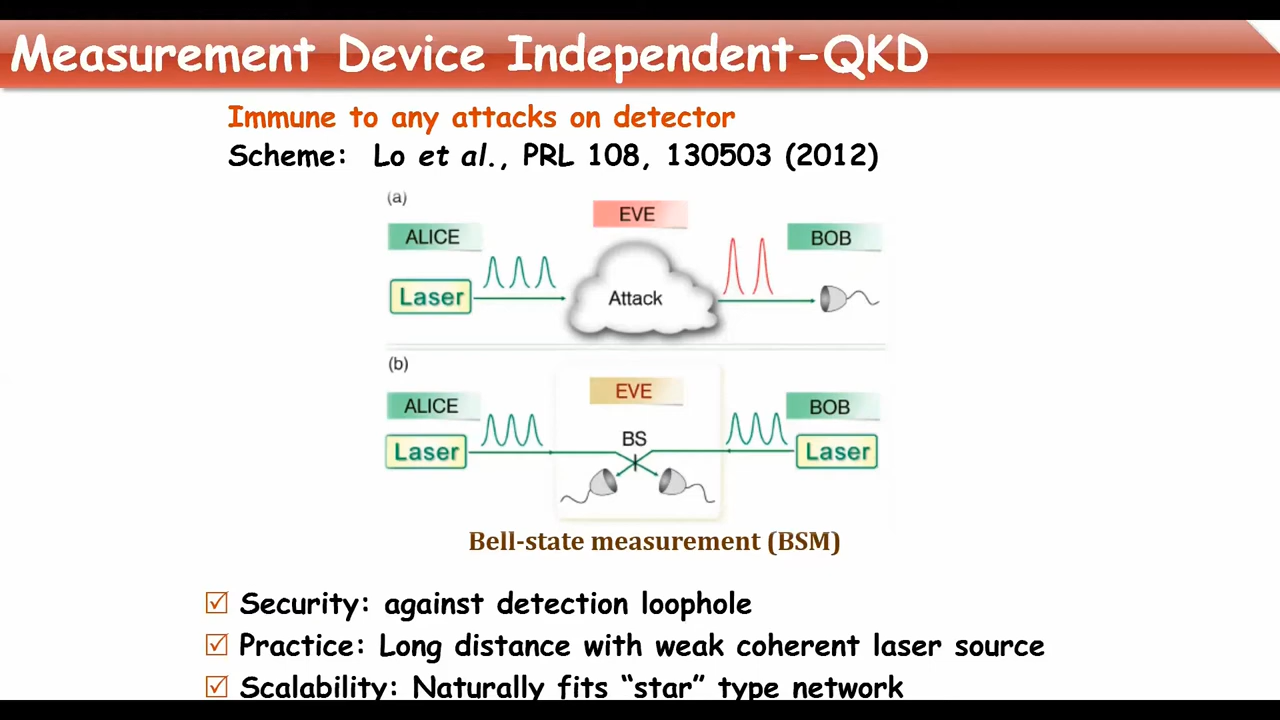 Measurement Device Independent-QKD
Immune to any attacks on detector
Scheme: Lo et al., PRL 108, 130503 (2012)
(a)
EVE
ALICE
BOB
Laser
Attack
(b)
EVE
ALICE
BOB
BS
Laser
Laser
Bell-state measurement (BSM)
Security: against detection loophole
Practice: Long distance with weak coherent laser source
Scalability: Naturally fits “star” type network